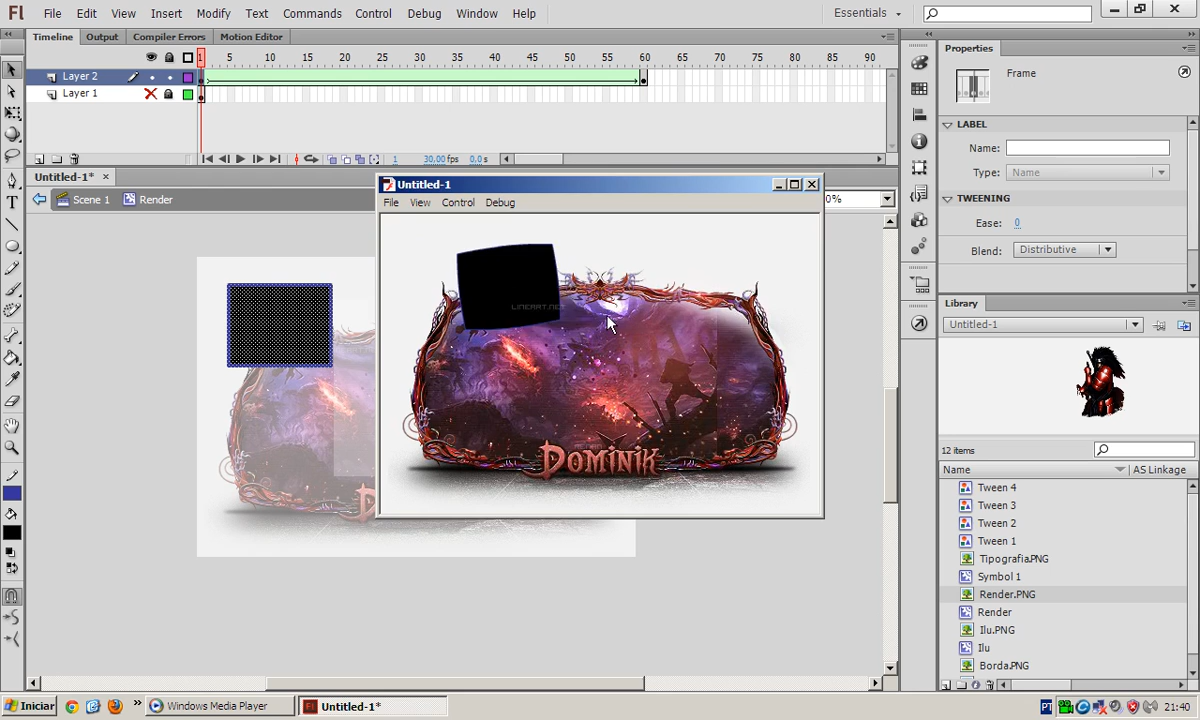 Fl File Edit View Insert Modify Text Commands Control Debug Window Help Essentials
Timeline Output Compiler Errors Motion Editor
1 5 10 15 20 25 30 35 40 45 50 55 60 65 70 75 80 85 90
Layer 2
Layer 1
1 30,00 fps 0,0 s
Untitled-1* ×
Scene 1 Render
0%
Untitled-1
File View Control Debug
LINEART.NET
DOMINIK
Properties
Frame
LABEL
Name:
Type: Name
TWEENING
Ease: 0
Blend: Distributive
Library
Untitled-1
12 items
Name AS Linkage
Tween 4
Tween 3
Tween 2
Tween 1
Tipografia.PNG
Symbol 1
Render.PNG
Render
Ilu.PNG
Ilu
Borda.PNG
Iniciar » Windows Media Player Fl Untitled-1* PT 21:40